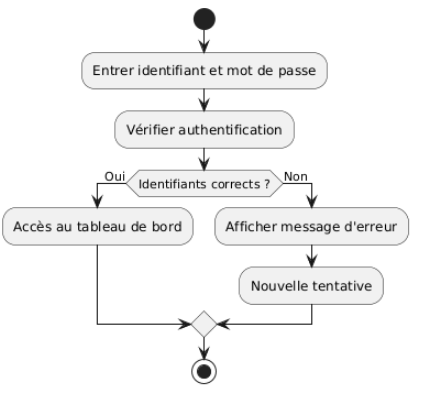 Entrer identifiant et mot de passe
Vérifier authentification
Identifiants corrects ?
Oui
Non
Accès au tableau de bord
Afficher message d'erreur
Nouvelle tentative